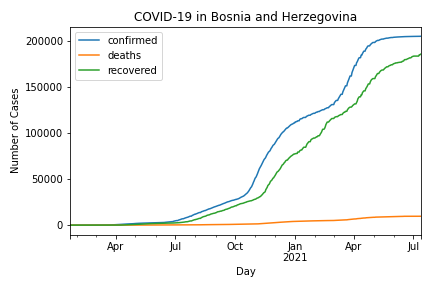 COVID-19 in Bosnia and Herzegovina
confirmed
deaths
recovered
200000
150000
100000
50000
0
Number of Cases
Apr
Jul
Oct
Jan
2021
Apr
Jul
Day